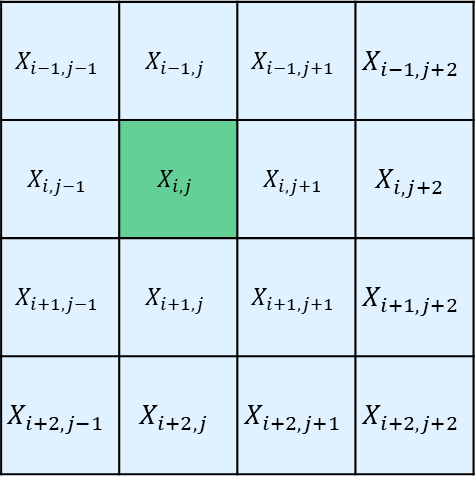 X_{i−1,j−1} X_{i−1,j} X_{i−1,j+1} X_{i−1,j+2}
X_{i,j−1} X_{i,j} X_{i,j+1} X_{i,j+2}
X_{i+1,j−1} X_{i+1,j} X_{i+1,j+1} X_{i+1,j+2}
X_{i+2,j−1} X_{i+2,j} X_{i+2,j+1} X_{i+2,j+2}